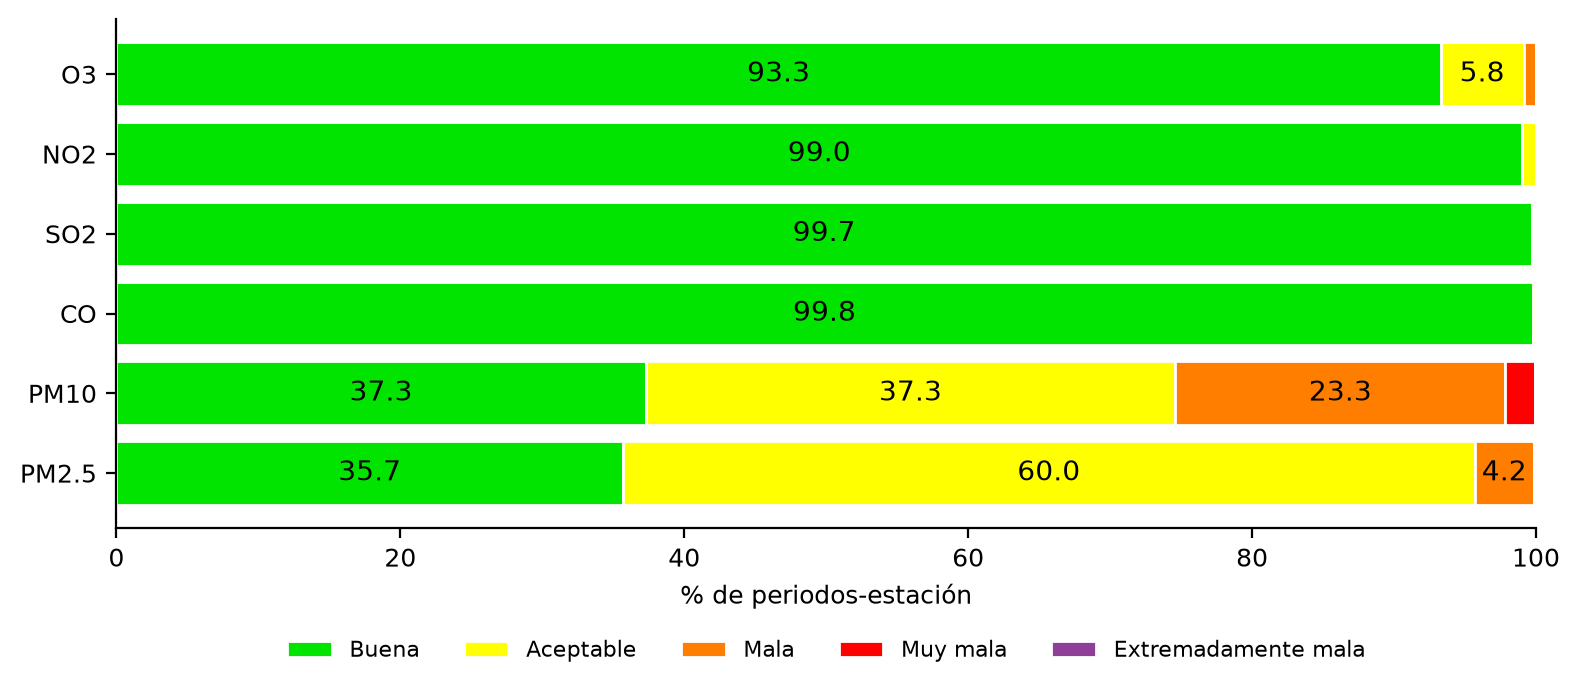 O3 93.3 5.8
NO2 99.0
SO2 99.7
CO 99.8
PM10 37.3 37.3 23.3
PM2.5 35.7 60.0 4.2
0 20 40 60 80 100
% de periodos-estación
Buena Aceptable Mala Muy mala Extremadamente mala